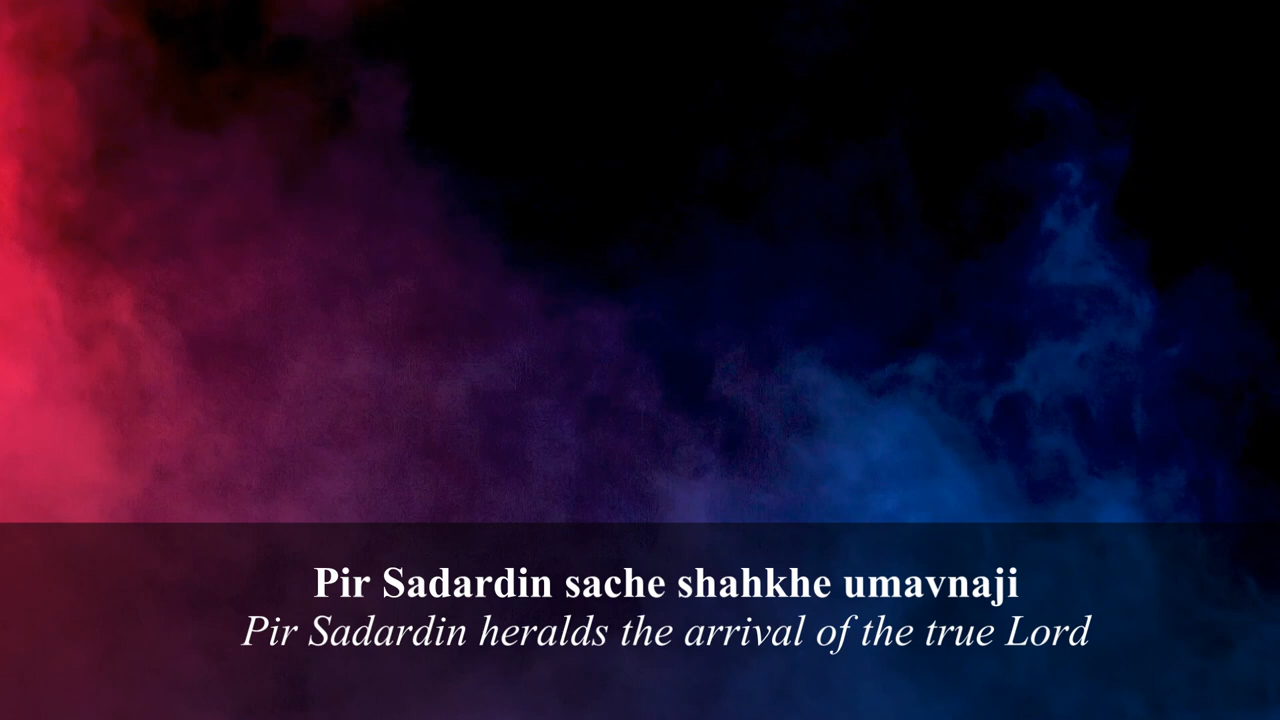 Pir Sadardin sache shahkhe umavnaji
Pir Sadardin heralds the arrival of the true Lord